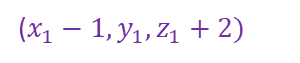 (x₁ − 1, y₁, z₁ + 2)